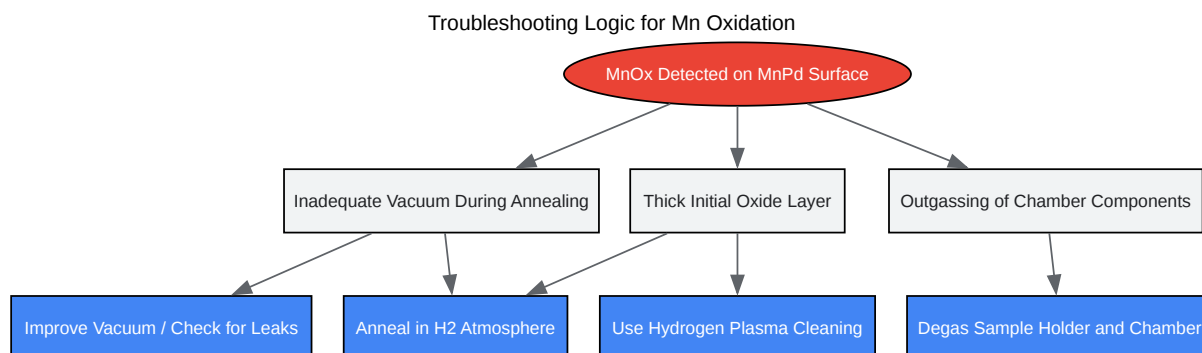 Troubleshooting Logic for Mn Oxidation
MnOx Detected on MnPd Surface
Inadequate Vacuum During Annealing
Thick Initial Oxide Layer
Outgassing of Chamber Components
Improve Vacuum / Check for Leaks
Anneal in H2 Atmosphere
Use Hydrogen Plasma Cleaning
Degas Sample Holder and Chamber